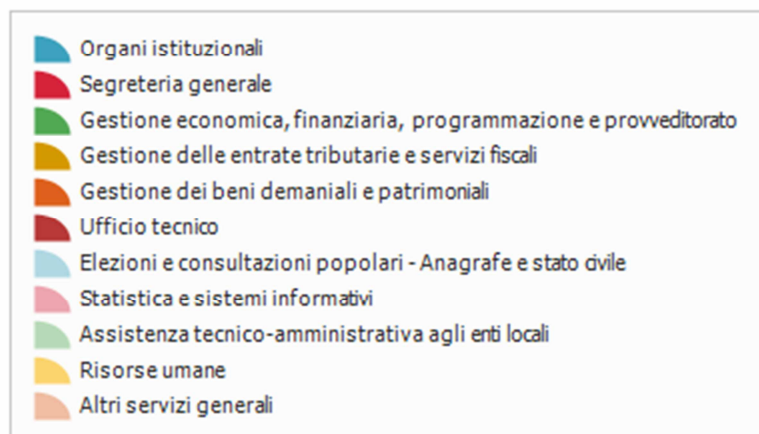 Organi istituzionali
Segreteria generale
Gestione economica, finanziaria, programmazione e provveditorato
Gestione delle entrate tributarie e servizi fiscali
Gestione dei beni demaniali e patrimoniali
Ufficio tecnico
Elezioni e consultazioni popolari - Anagrafe e stato civile
Statistica e sistemi informativi
Assistenza tecnico-amministrativa agli enti locali
Risorse umane
Altri servizi generali